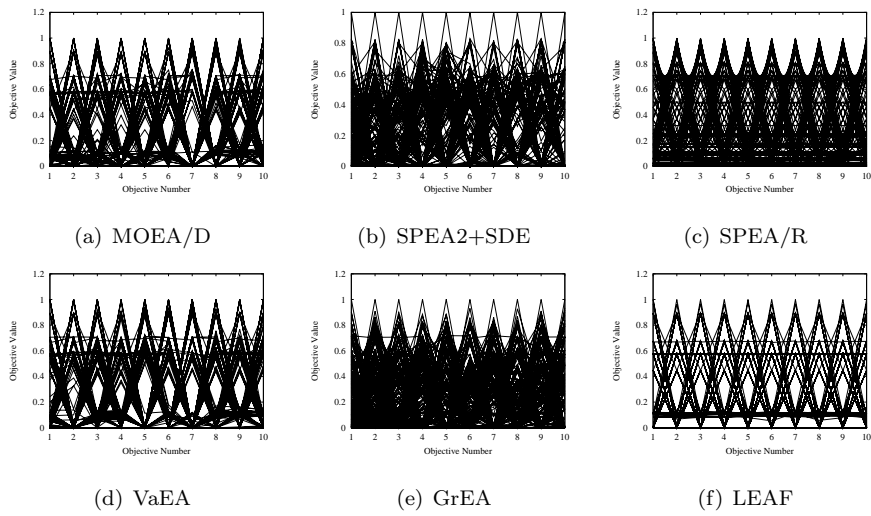 1.2
1
0.8
0.6
0.4
0.2
0
Objective Value
1 2 3 4 5 6 7 8 9 10
Objective Number
(a) MOEA/D
1
0.8
0.6
0.4
0.2
0
Objective Value
1 2 3 4 5 6 7 8 9 10
Objective Number
(b) SPEA2+SDE
1.2
1
0.8
0.6
0.4
0.2
0
Objective Value
1 2 3 4 5 6 7 8 9 10
Objective Number
(c) SPEA/R
1.2
1
0.8
0.6
0.4
0.2
0
Objective Value
1 2 3 4 5 6 7 8 9 10
Objective Number
(d) VaEA
1.2
1
0.8
0.6
0.4
0.2
0
Objective Value
1 2 3 4 5 6 7 8 9 10
Objective Number
(e) GrEA
1.2
1
0.8
0.6
0.4
0.2
0
Objective Value
1 2 3 4 5 6 7 8 9 10
Objective Number
(f) LEAF